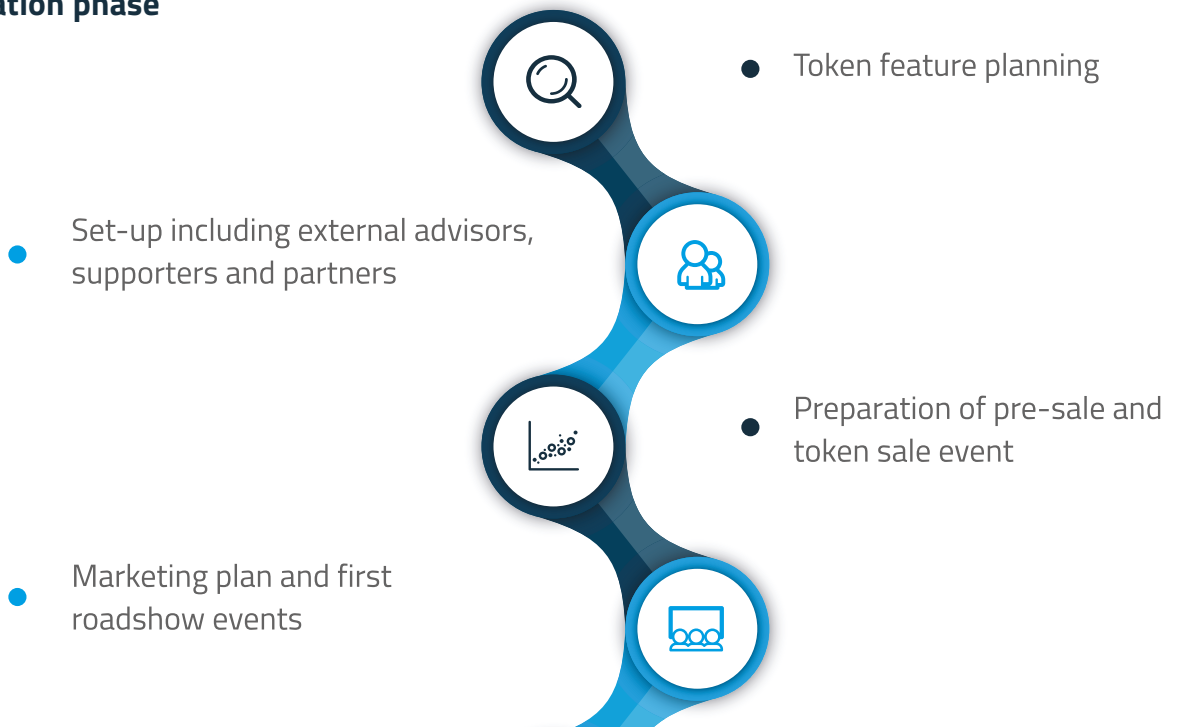 phase
Token feature planning
Set-up including external advisors,
supporters and partners
Preparation of pre-sale and
token sale event
Marketing plan and first
roadshow events